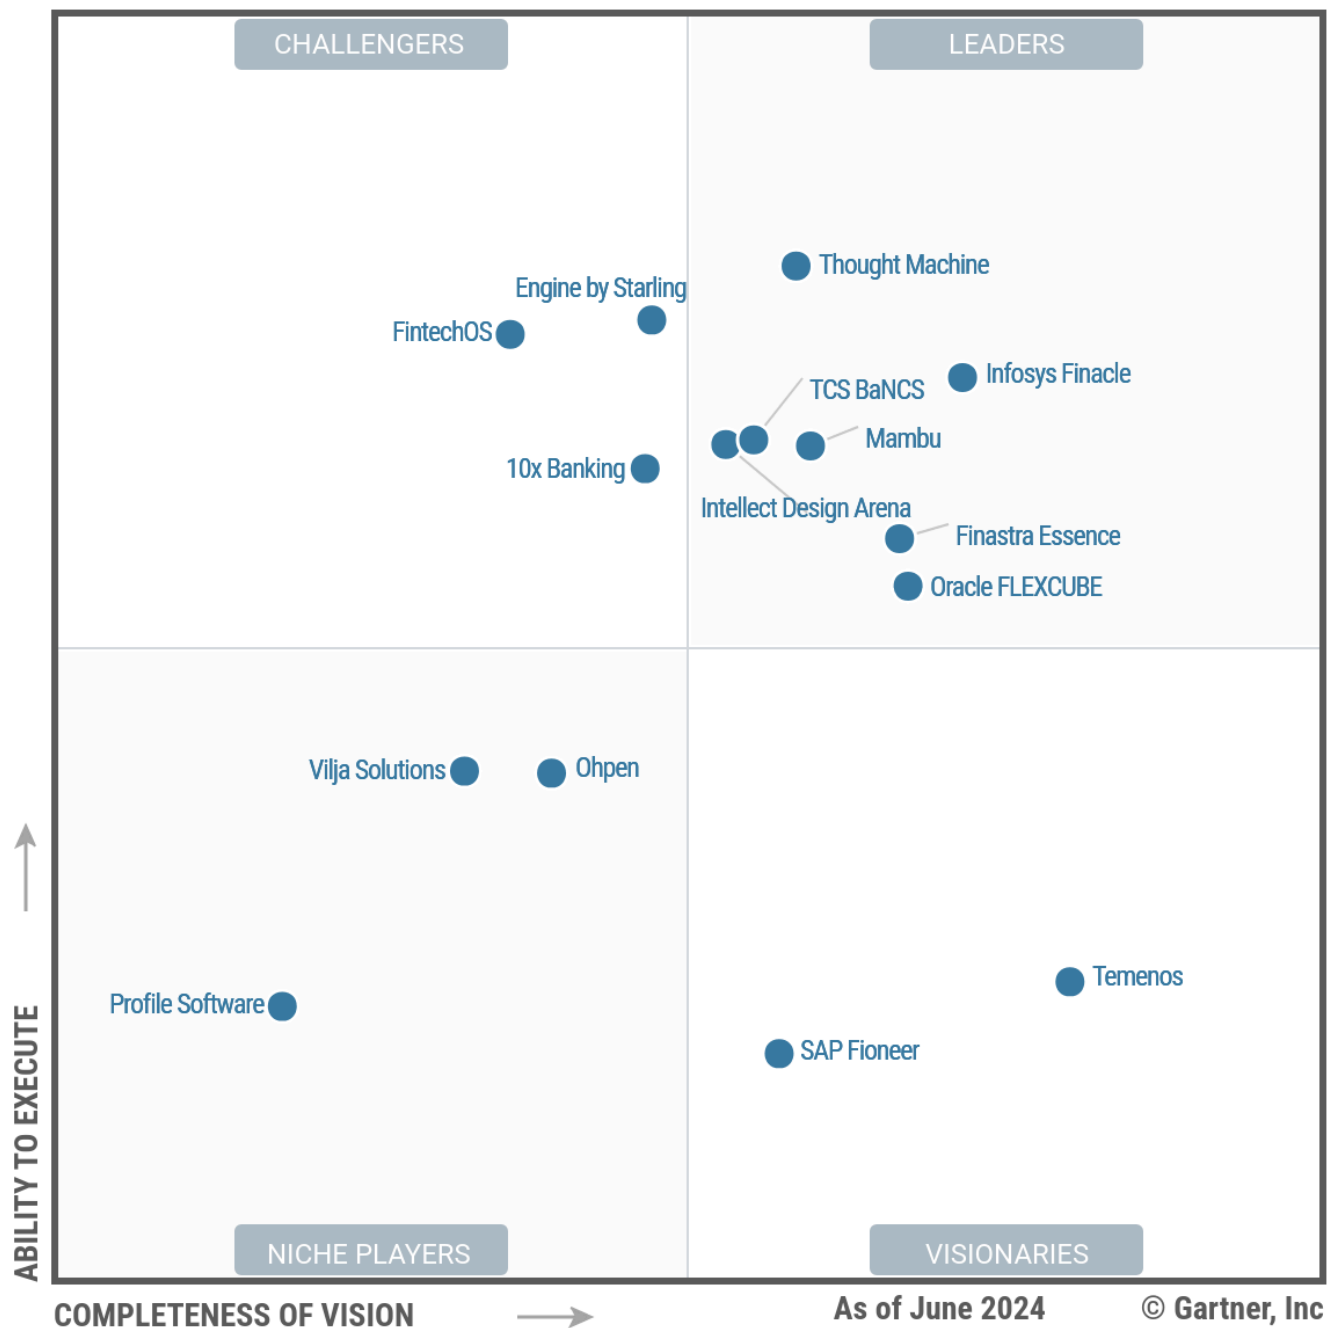 CHALLENGERS
LEADERS
Thought Machine
Engine by Starling
FintechOS
Infosys Finacle
TCS BaNCS
Mambu
10x Banking
Intellect Design Arena
Finastra Essence
Oracle FLEXCUBE
Vilja Solutions
Ohpen
Temenos
Profile Software
SAP Fioneer
NICHE PLAYERS
VISIONARIES
ABILITY TO EXECUTE
COMPLETENESS OF VISION
As of June 2024
© Gartner, Inc